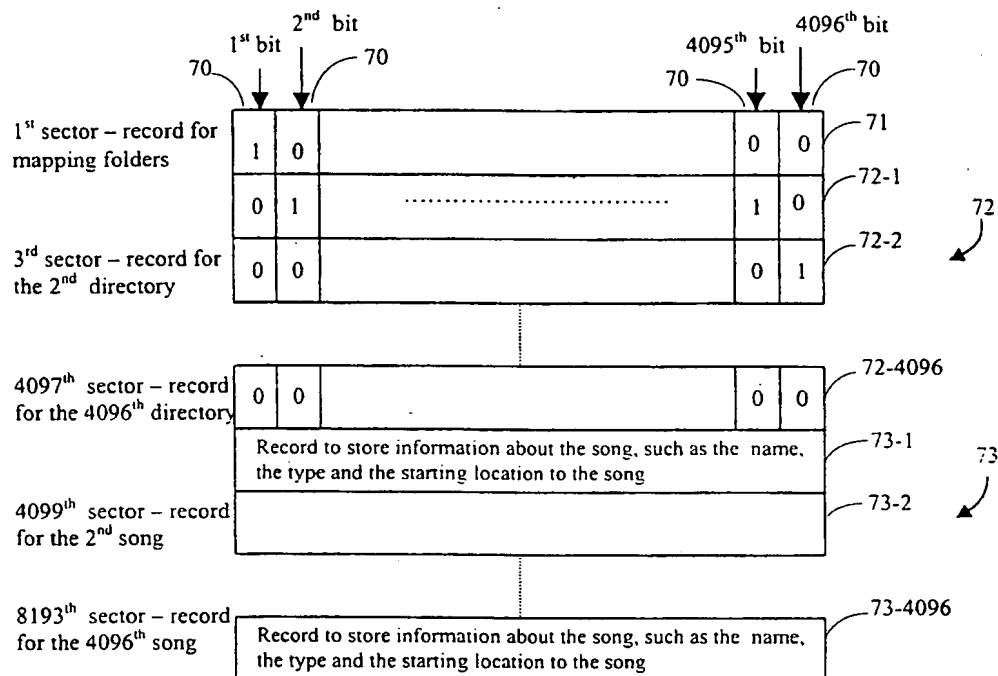 1st bit
2nd bit
4095th bit
4096th bit
70
70
70
70
1st sector – record for
mapping folders
1 0 0 0
71
0 1 ............................ 1 0
72-1
72
3rd sector – record for
the 2nd directory
0 0 0 1
72-2
4097th sector – record
for the 4096th directory
0 0 0 0
72-4096
Record to store information about the song, such as the name,
the type and the starting location to the song
73-1
73
4099th sector – record
for the 2nd song
73-2
8193th sector – record
for the 4096th song
Record to store information about the song, such as the name,
the type and the starting location to the song
73-4096